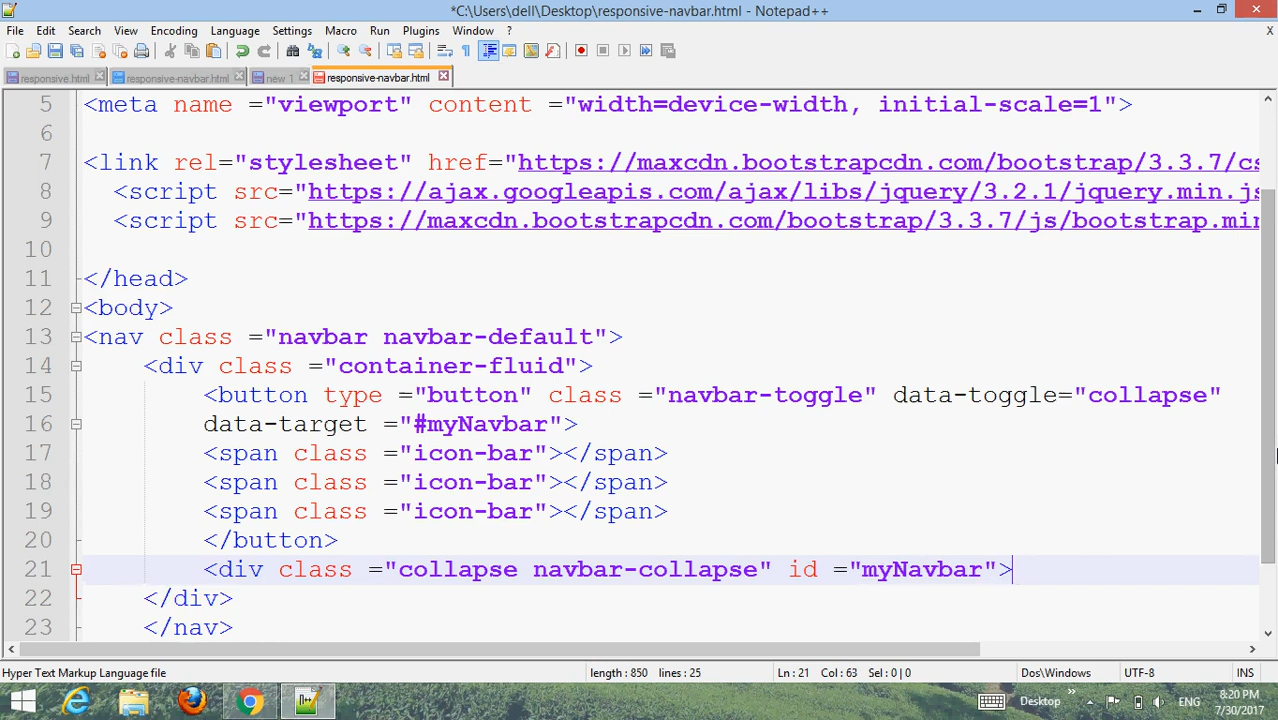 *C:\Users\dell\Desktop\responsive-navbar.html - Notepad++
File Edit Search View Encoding Language Settings Macro Run Plugins Window ? X
responsive.html responsive-navbar.html new 1 responsive-navbar.html
5 <meta name ="viewport" content ="width=device-width, initial-scale=1">
6
7 <link rel="stylesheet" href="https://maxcdn.bootstrapcdn.com/bootstrap/3.3.7/cs
8 <script src="https://ajax.googleapis.com/ajax/libs/jquery/3.2.1/jquery.min.js
9 <script src="https://maxcdn.bootstrapcdn.com/bootstrap/3.3.7/js/bootstrap.min
10
11 </head>
12 <body>
13 <nav class ="navbar navbar-default">
14 <div class ="container-fluid">
15 <button type ="button" class ="navbar-toggle" data-toggle="collapse"
16 data-target ="#myNavbar">
17 <span class ="icon-bar"></span>
18 <span class ="icon-bar"></span>
19 <span class ="icon-bar"></span>
20 </button>
21 <div class ="collapse navbar-collapse" id ="myNavbar">
22 </div>
23 </nav>
Hyper Text Markup Language file length : 850 lines : 25 Ln : 21 Col : 63 Sel : 0 | 0 Dos\Windows UTF-8 INS
Desktop ENG 8:20 PM
7/30/2017